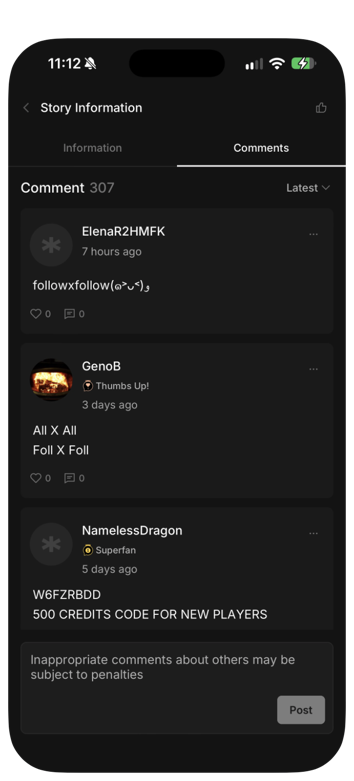 11:12
Story Information
Information Comments
Comment 307 Latest
ElenaR2HMFK
7 hours ago
followxfollow(๑˃ᴗ˂)ﻭ
0 0
GenoB
Thumbs Up!
3 days ago
All X All
Foll X Foll
0 0
NamelessDragon
Superfan
5 days ago
W6FZRBDD
500 CREDITS CODE FOR NEW PLAYERS
Inappropriate comments about others may be
subject to penalties
Post